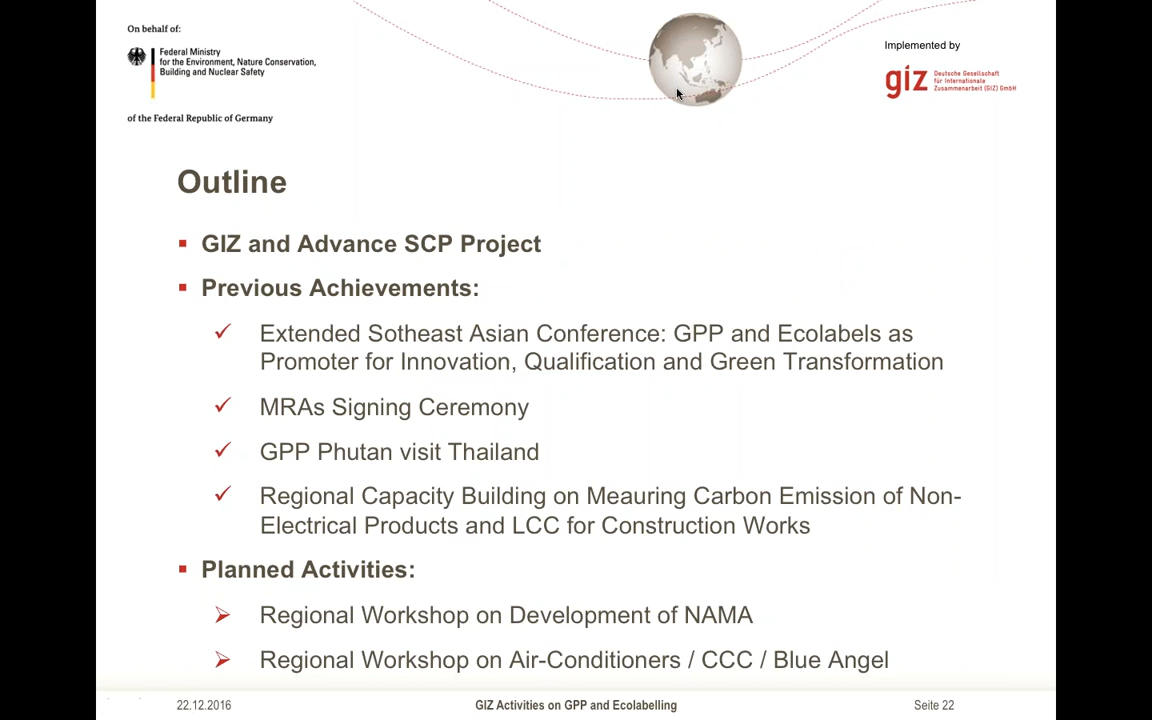 On behalf of:
Federal Ministry
for the Environment, Nature Conservation,
Building and Nuclear Safety
of the Federal Republic of Germany
Implemented by
giz
Deutsche Gesellschaft
für Internationale
Zusammenarbeit (GIZ) GmbH
Outline
GIZ and Advance SCP Project
Previous Achievements:
Extended Sotheast Asian Conference: GPP and Ecolabels as
Promoter for Innovation, Qualification and Green Transformation
MRAs Signing Ceremony
GPP Phutan visit Thailand
Regional Capacity Building on Meauring Carbon Emission of Non-
Electrical Products and LCC for Construction Works
Planned Activities:
Regional Workshop on Development of NAMA
Regional Workshop on Air-Conditioners / CCC / Blue Angel
22.12.2016
GIZ Activities on GPP and Ecolabelling
Seite 22